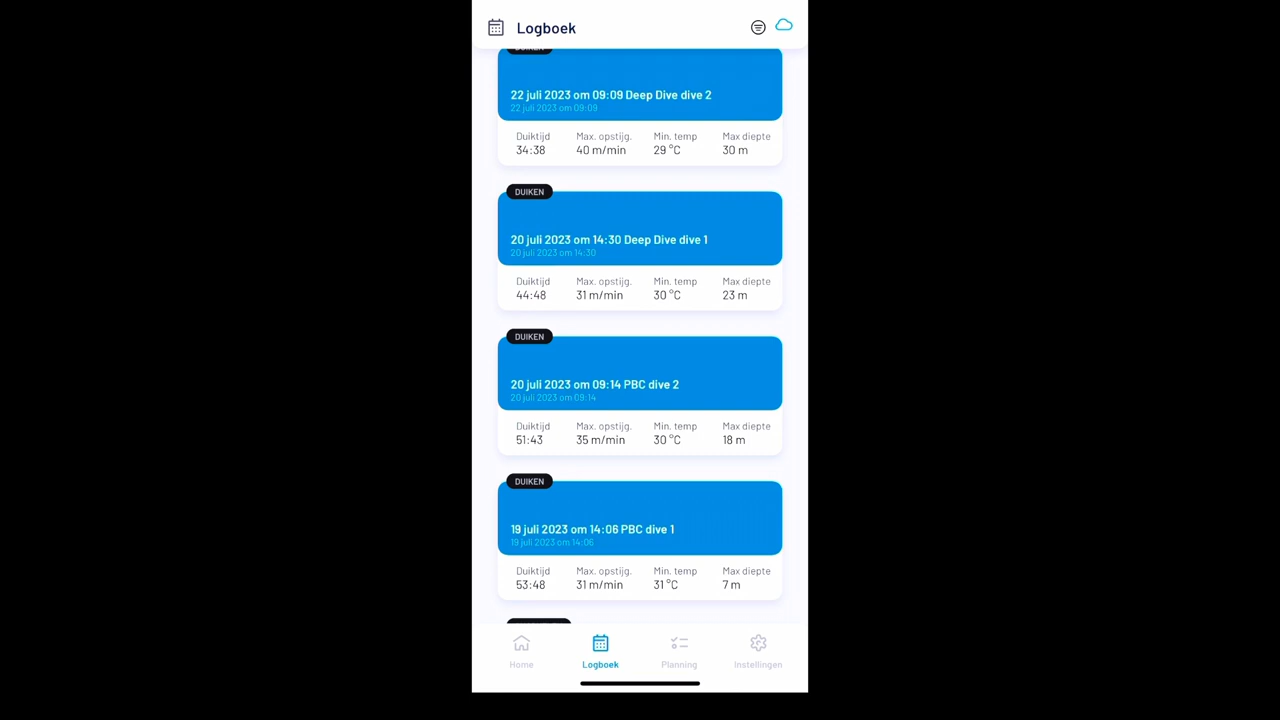 Logboek
DUIKEN
22 juli 2023 om 09:09 Deep Dive dive 2
22 juli 2023 om 09:09
Duiktijd Max. opstijg. Min. temp Max diepte
34:38 40 m/min 29 °C 30 m
DUIKEN
20 juli 2023 om 14:30 Deep Dive dive 1
20 juli 2023 om 14:30
Duiktijd Max. opstijg. Min. temp Max diepte
44:48 31 m/min 30 °C 23 m
DUIKEN
20 juli 2023 om 09:14 PBC dive 2
20 juli 2023 om 09:14
Duiktijd Max. opstijg. Min. temp Max diepte
51:43 35 m/min 30 °C 18 m
DUIKEN
19 juli 2023 om 14:06 PBC dive 1
19 juli 2023 om 14:06
Duiktijd Max. opstijg. Min. temp Max diepte
53:48 31 m/min 31 °C 7 m
Home Logboek Planning Instellingen